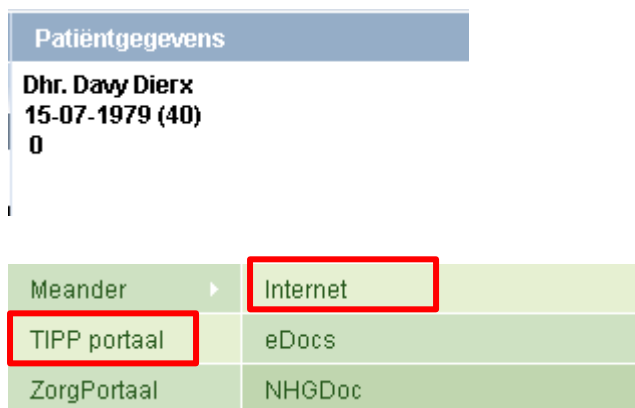 Patiëntgegevens
Dhr. Davy Dierx
15-07-1979 (40)
0
Meander Internet
TIPP portaal eDocs
ZorgPortaal NHGDoc